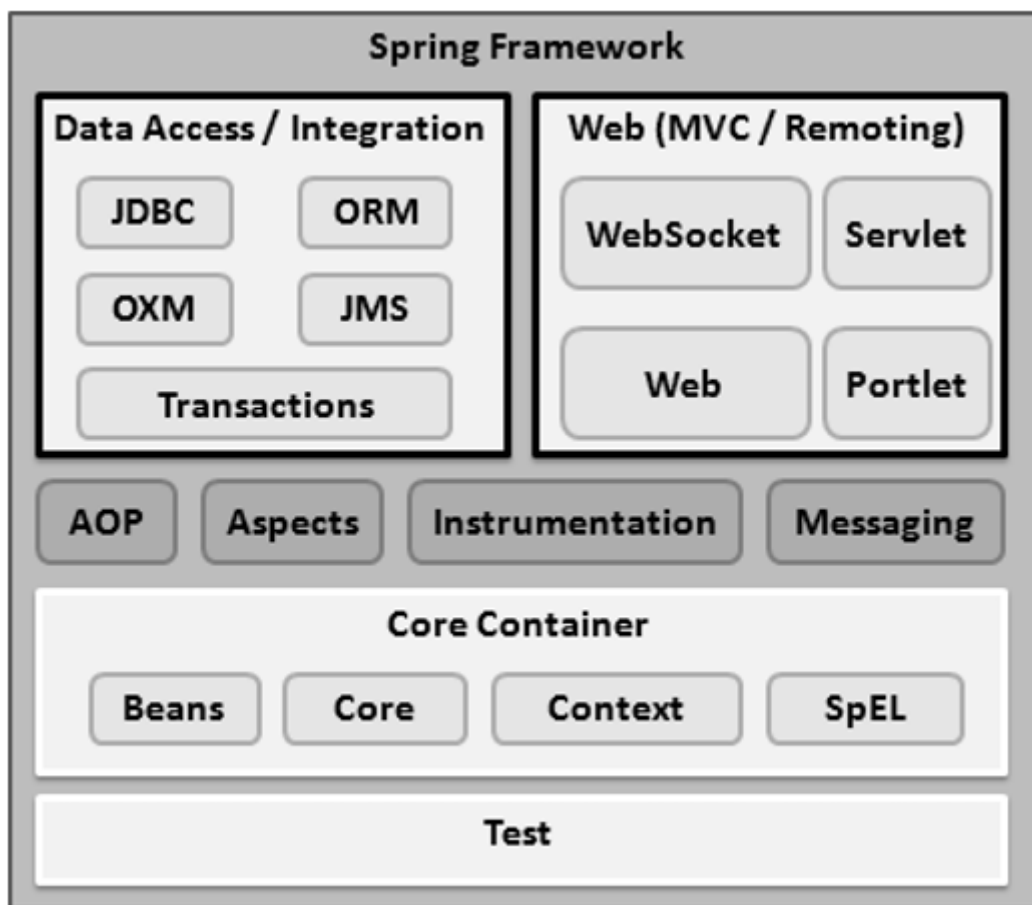 Spring Framework
Data Access / Integration
JDBC
ORM
OXM
JMS
Transactions
Web (MVC / Remoting)
WebSocket
Servlet
Web
Portlet
AOP
Aspects
Instrumentation
Messaging
Core Container
Beans
Core
Context
SpEL
Test